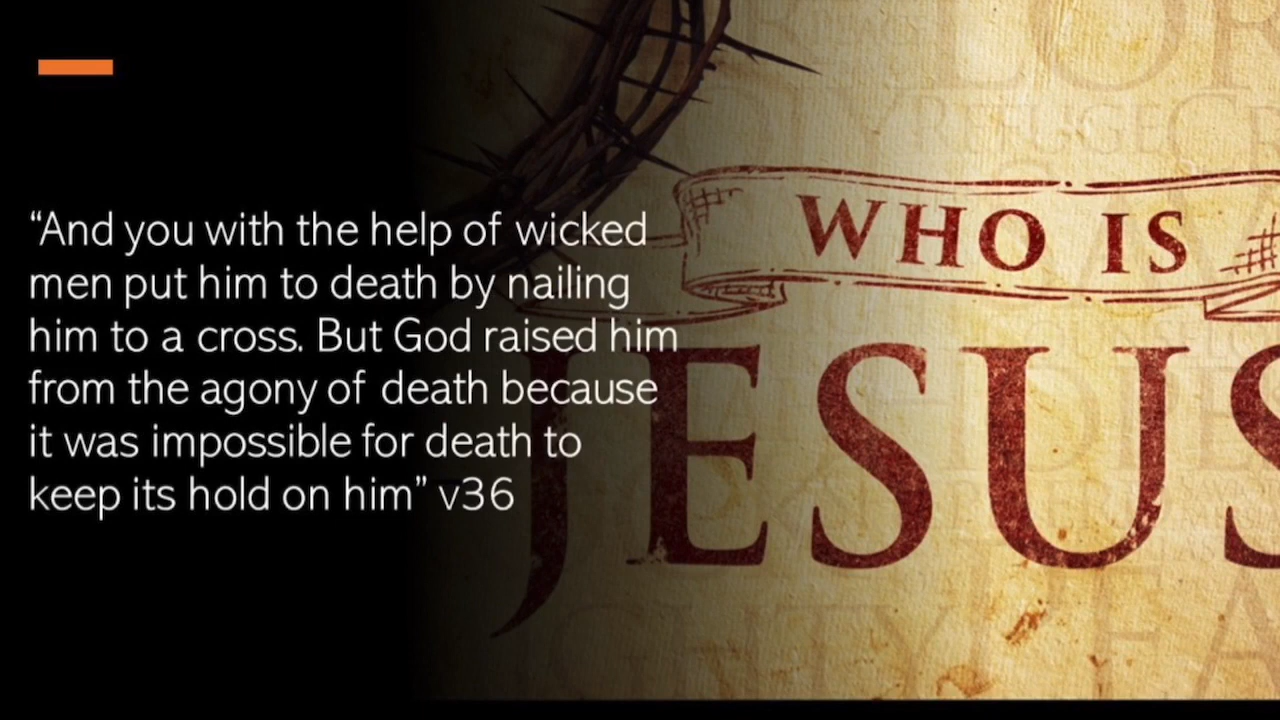 “And you with the help of wicked
men put him to death by nailing
him to a cross. But God raised him
from the agony of death because
it was impossible for death to
keep its hold on him” v36
WHO IS
JESUS